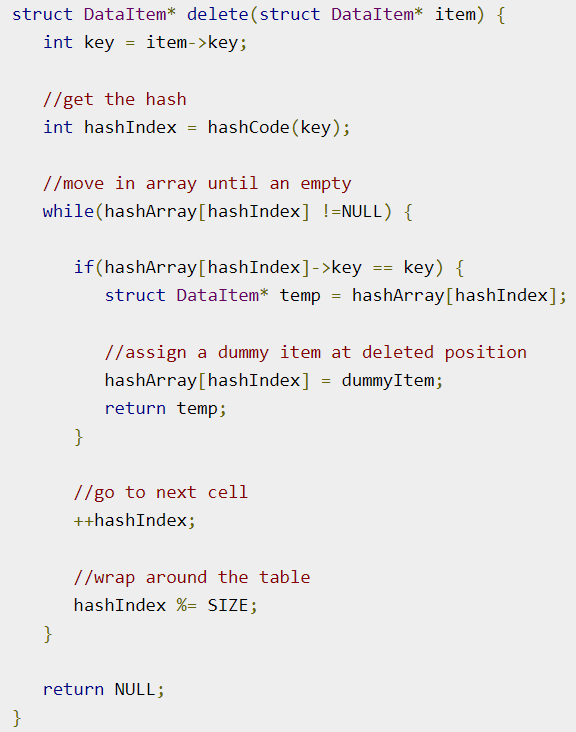 struct DataItem* delete(struct DataItem* item) {
   int key = item->key;

   //get the hash
   int hashIndex = hashCode(key);

   //move in array until an empty
   while(hashArray[hashIndex] !=NULL) {

      if(hashArray[hashIndex]->key == key) {
         struct DataItem* temp = hashArray[hashIndex];

         //assign a dummy item at deleted position
         hashArray[hashIndex] = dummyItem;
         return temp;
      }

      //go to next cell
      ++hashIndex;

      //wrap around the table
      hashIndex %= SIZE;
   }

   return NULL;
}